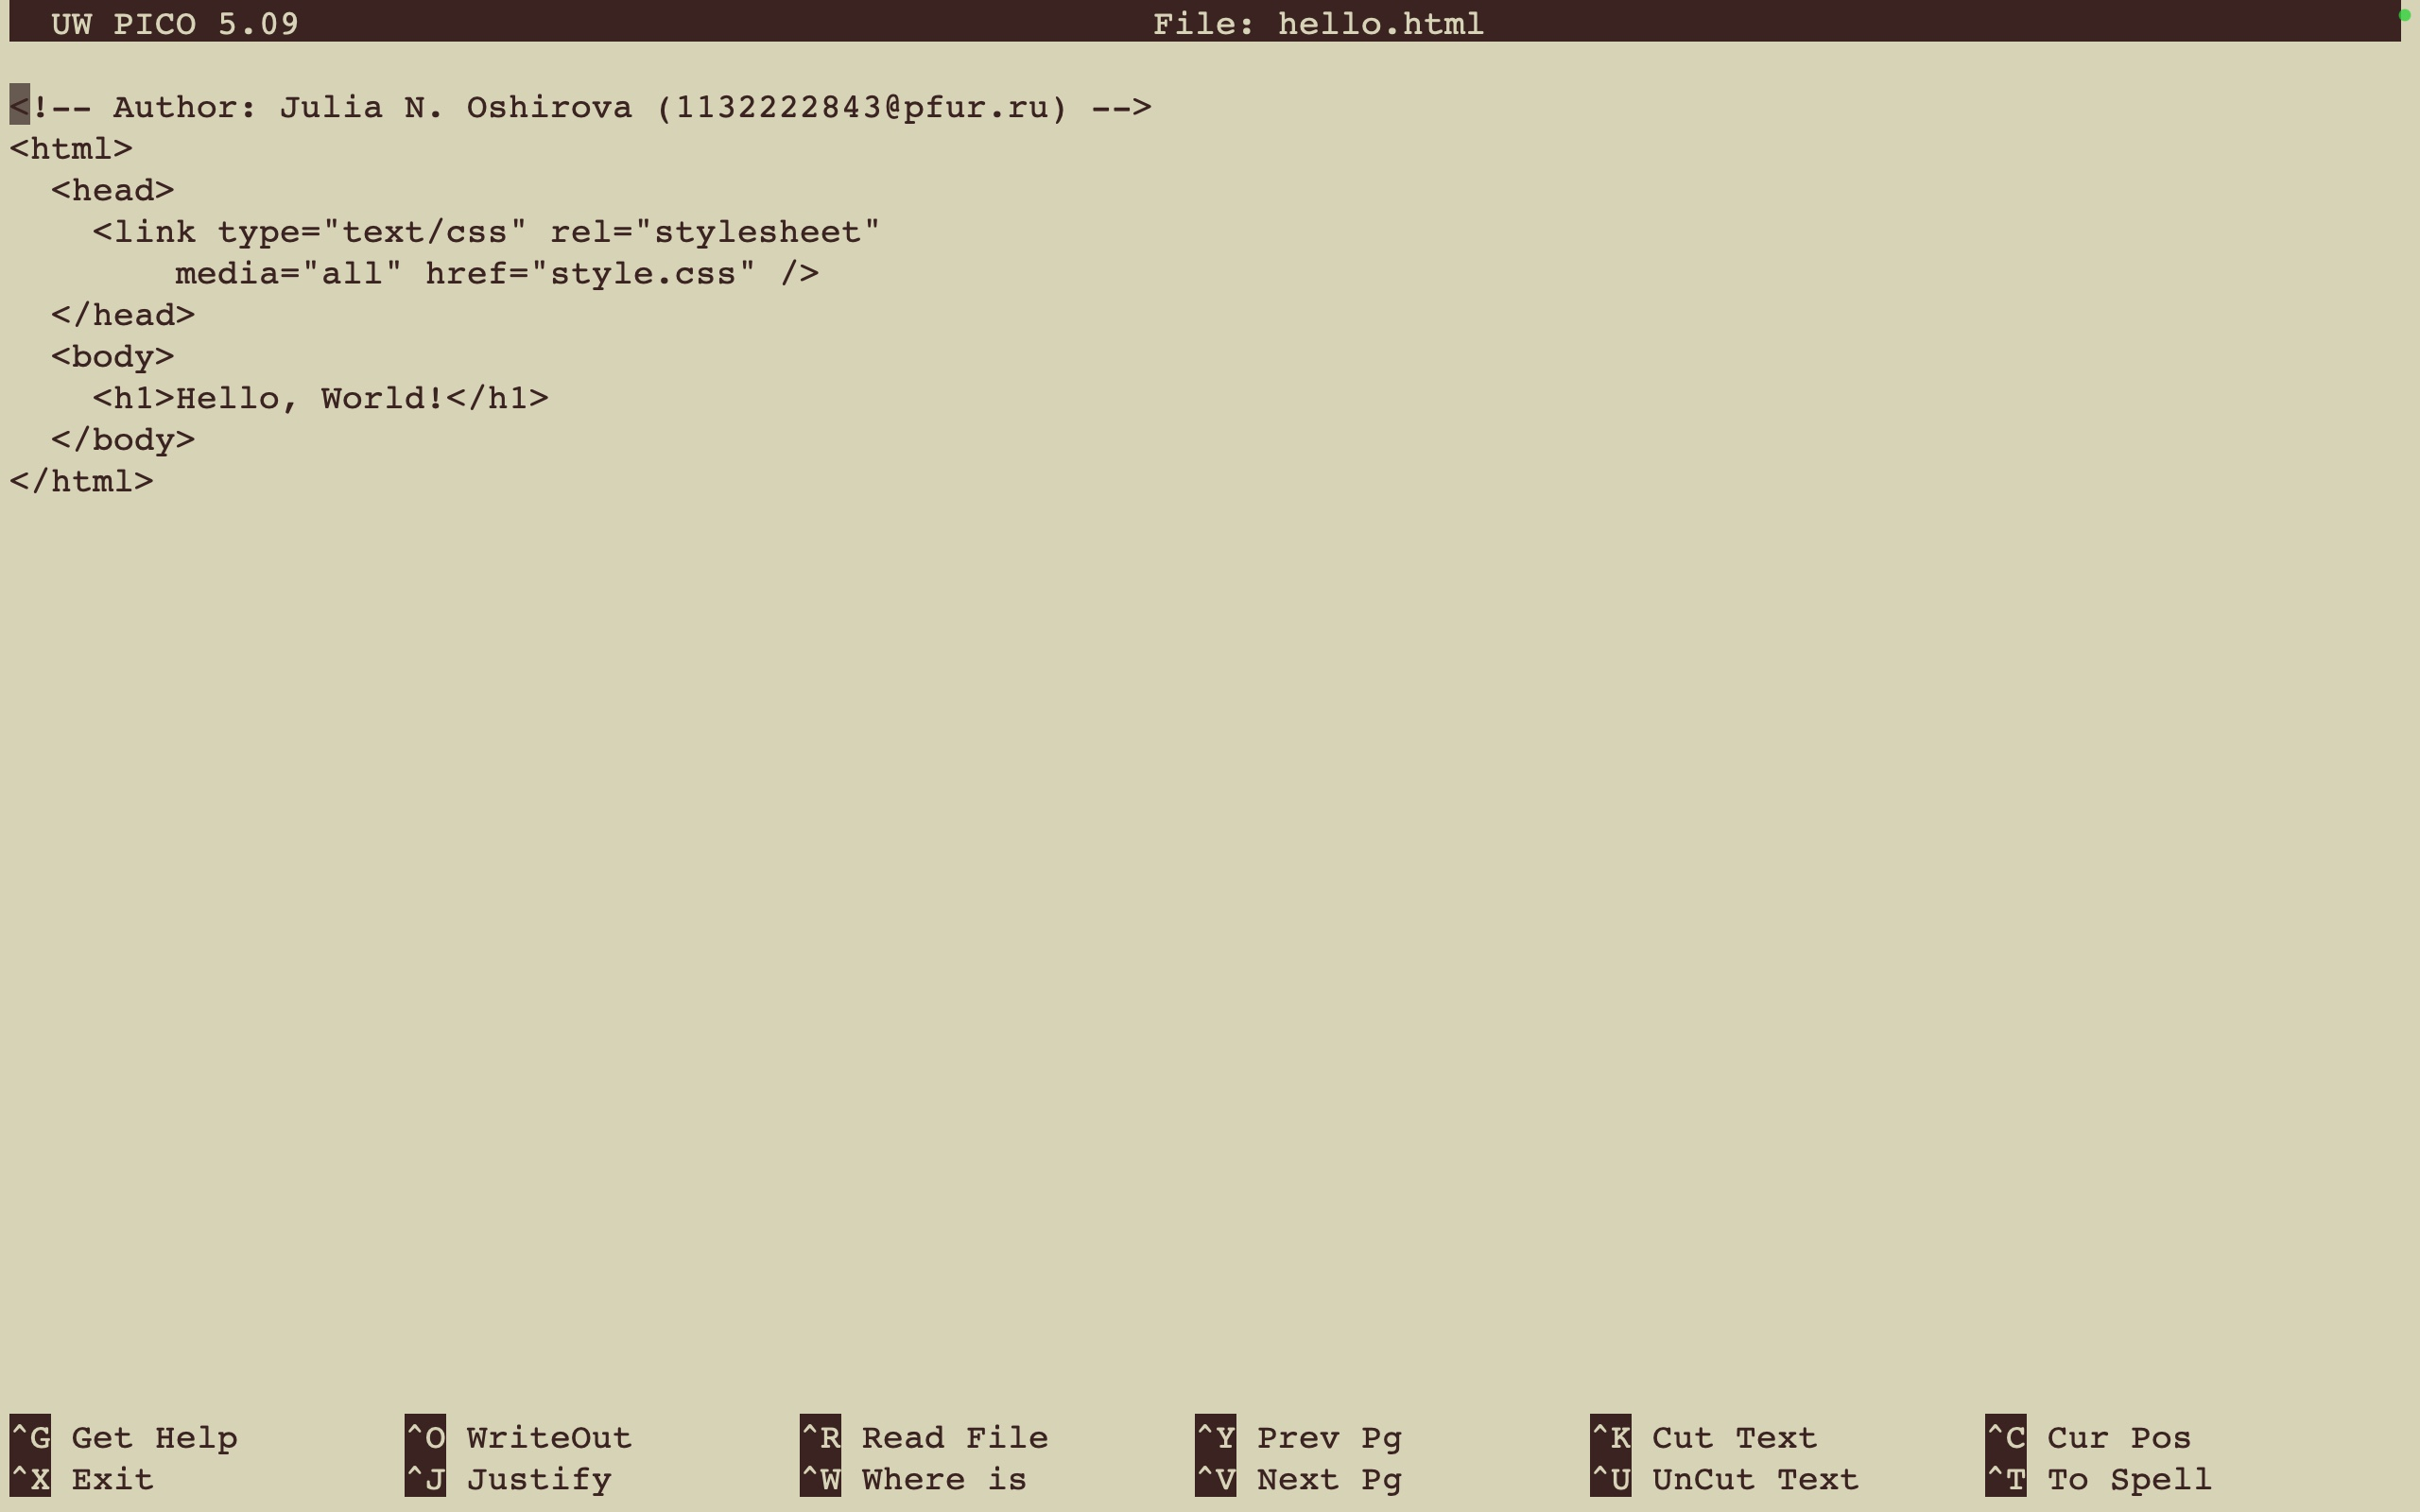 UW PICO 5.09 File: hello.html
<!-- Author: Julia N. Oshirova (1132222843@pfur.ru) -->
<html>
  <head>
    <link type="text/css" rel="stylesheet"
        media="all" href="style.css" />
  </head>
  <body>
    <h1>Hello, World!</h1>
  </body>
</html>
^G Get Help ^O WriteOut ^R Read File ^Y Prev Pg ^K Cut Text ^C Cur Pos
^X Exit ^J Justify ^W Where is ^V Next Pg ^U UnCut Text ^T To Spell